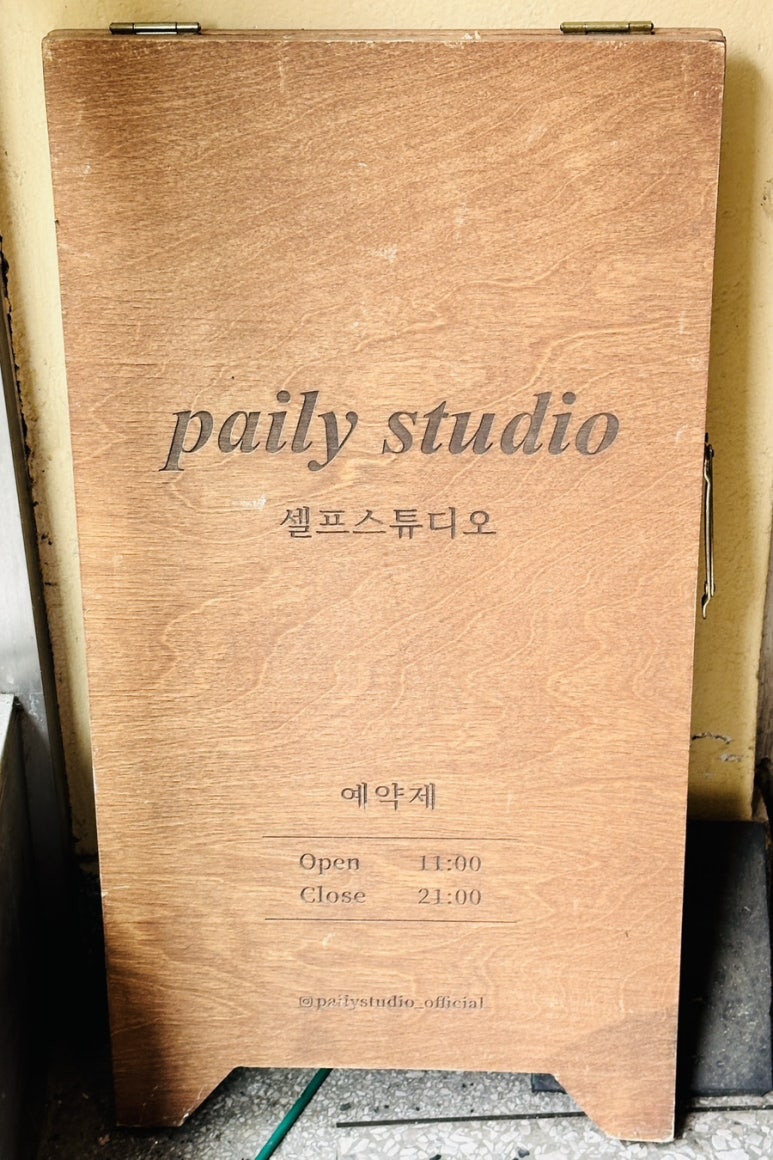 paily studio
셀프스튜디오
예약제
Open 11:00
Close 21:00
@pailystudio_official